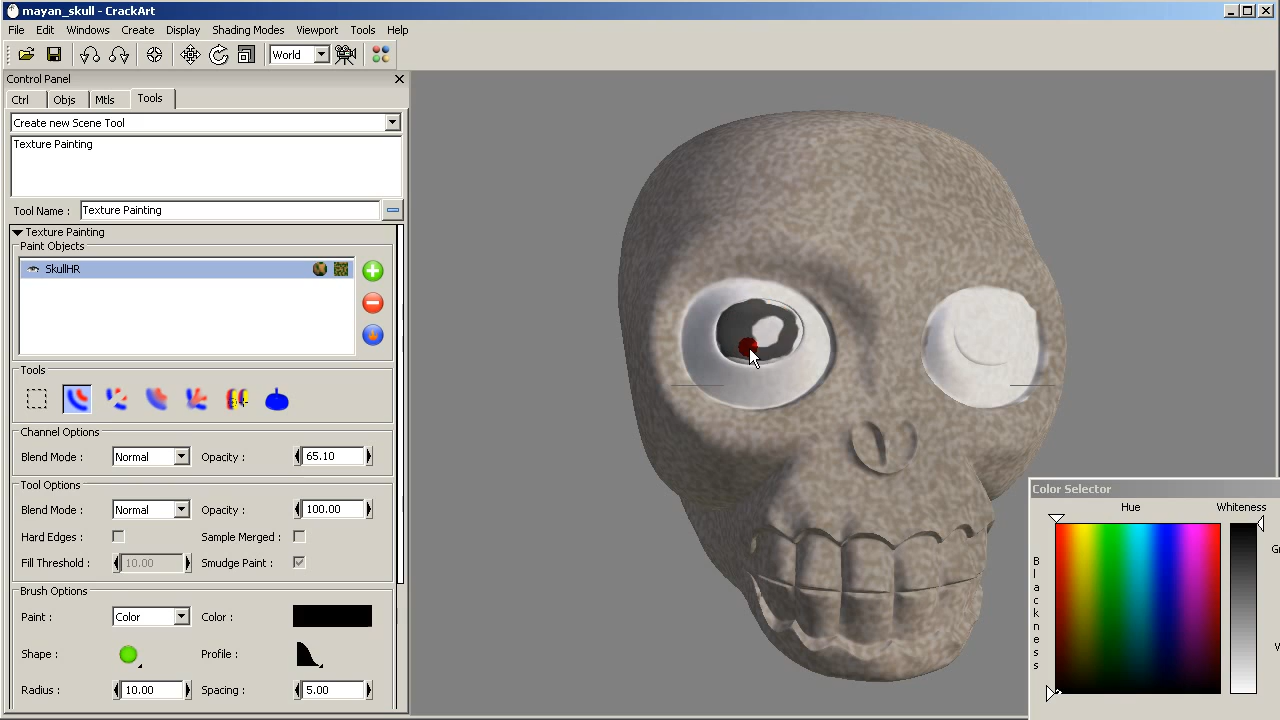 mayan_skull - CrackArt
File Edit Windows Create Display Shading Modes Viewport Tools Help
World
Control Panel
Ctrl Objs Mtls Tools
Create new Scene Tool
Texture Painting
Tool Name : Texture Painting
Texture Painting
Paint Objects
SkullHR
Tools
Channel Options
Blend Mode : Normal Opacity : 65.10
Tool Options
Blend Mode : Normal Opacity : 100.00
Hard Edges : Sample Merged :
Fill Threshold : 10.00 Smudge Paint :
Brush Options
Paint : Color Color :
Shape : Profile :
Radius : 10.00 Spacing : 5.00
Color Selector
Hue Whiteness
Blackness